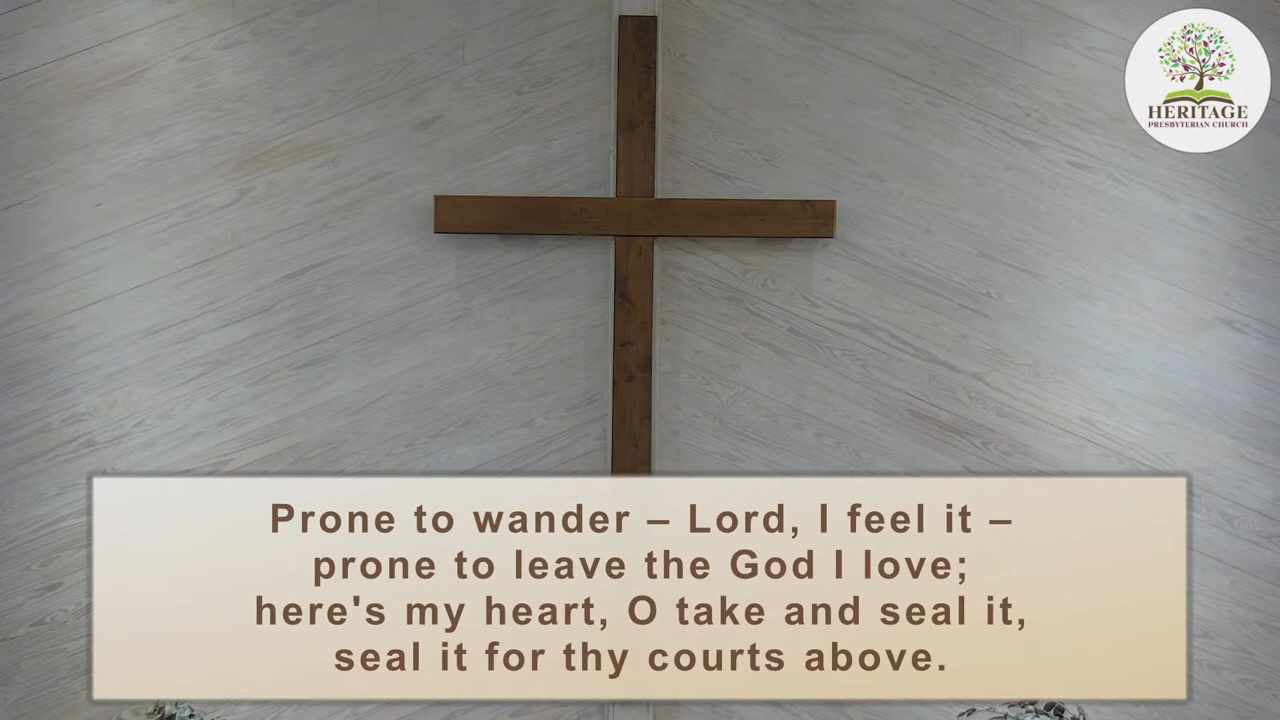 HERITAGE
PRESBYTERIAN CHURCH
Prone to wander – Lord, I feel it –
prone to leave the God I love;
here's my heart, O take and seal it,
seal it for thy courts above.